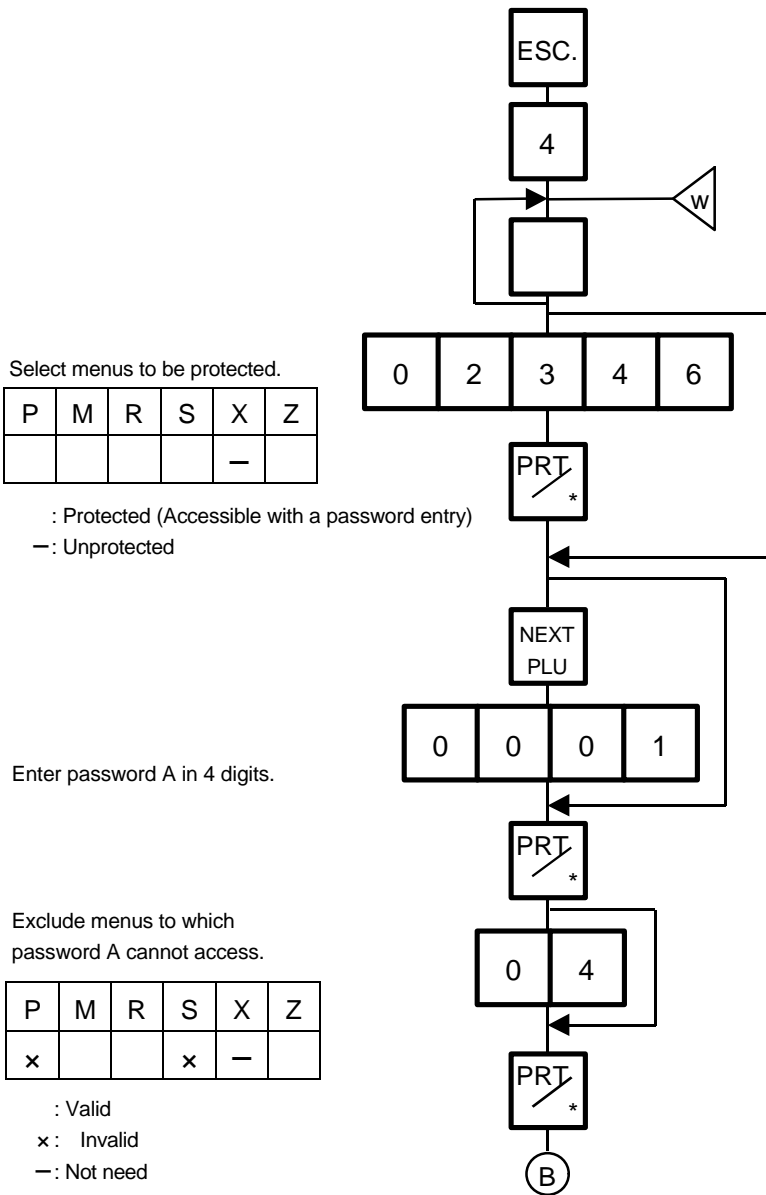 ESC.
4
w
0 2 3 4 6
Select menus to be protected.
P M R S X Z
−
: Protected (Accessible with a password entry)
−: Unprotected
PRT
*
NEXT
PLU
0 0 0 1
Enter password A in 4 digits.
PRT
*
Exclude menus to which
password A cannot access.
0 4
P M R S X Z
× × −
: Valid
×: Invalid
−: Not need
PRT
*
B